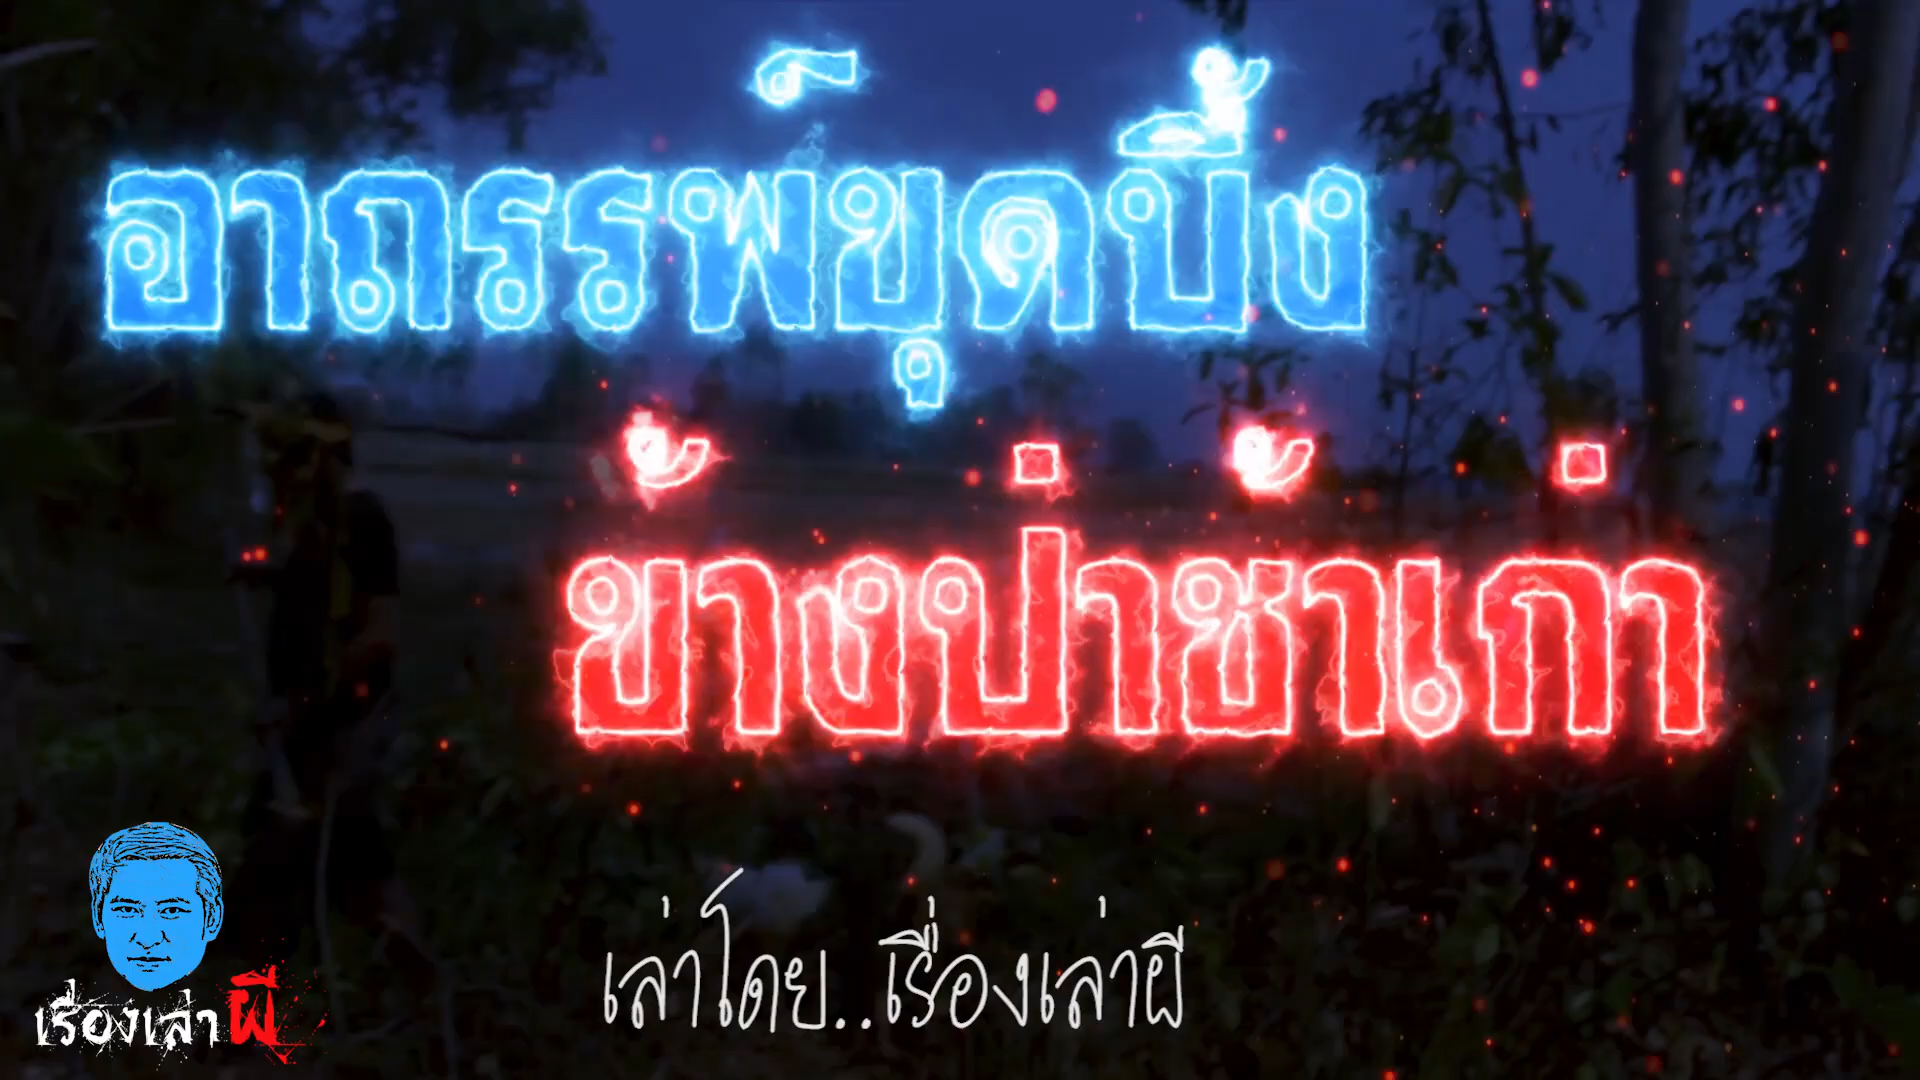 อาถรรพ์ขุดบึ้ง
ข้างป่าช้าเก่า
เล่าโดย..เรื่องเล่าผี
เรื่องเล่าผี